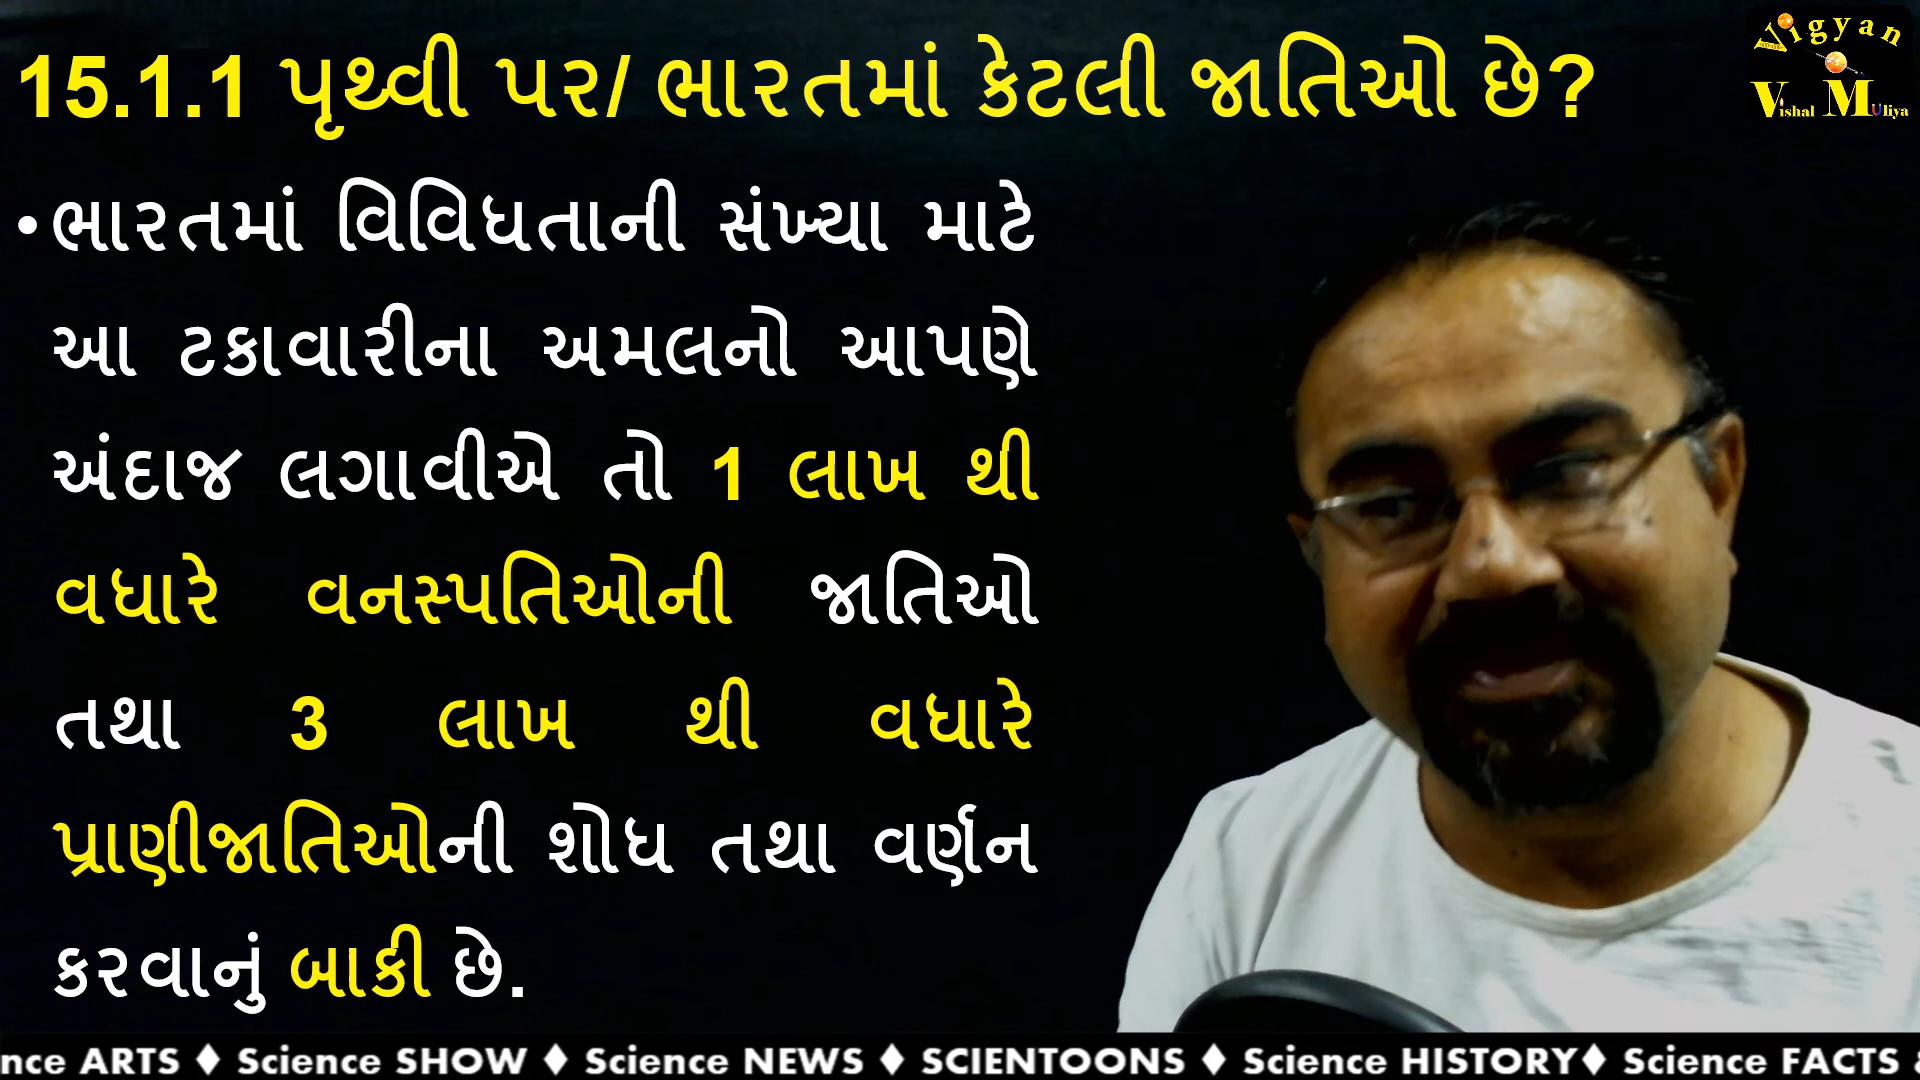 15.1.1 પૃથ્વી પર/ ભારતમાં કેટલી જાતિઓ છે?
Vigyan
Vishal MUliya
•ભારતમાં વિવિધતાની સંખ્યા માટે
આ ટકાવારીના અમલનો આપણે
અંદાજ લગાવીએ તો 1 લાખ થી
વધારે વનસ્પતિઓની જાતિઓ
તથા 3 લાખ થી વધારે
પ્રાણીજાતિઓની શોધ તથા વર્ણન
કરવાનું બાકી છે.
nce ARTS ♦ Science SHOW ♦ Science NEWS ♦ SCIENTOONS ♦ Science HISTORY♦ Science FACTS &